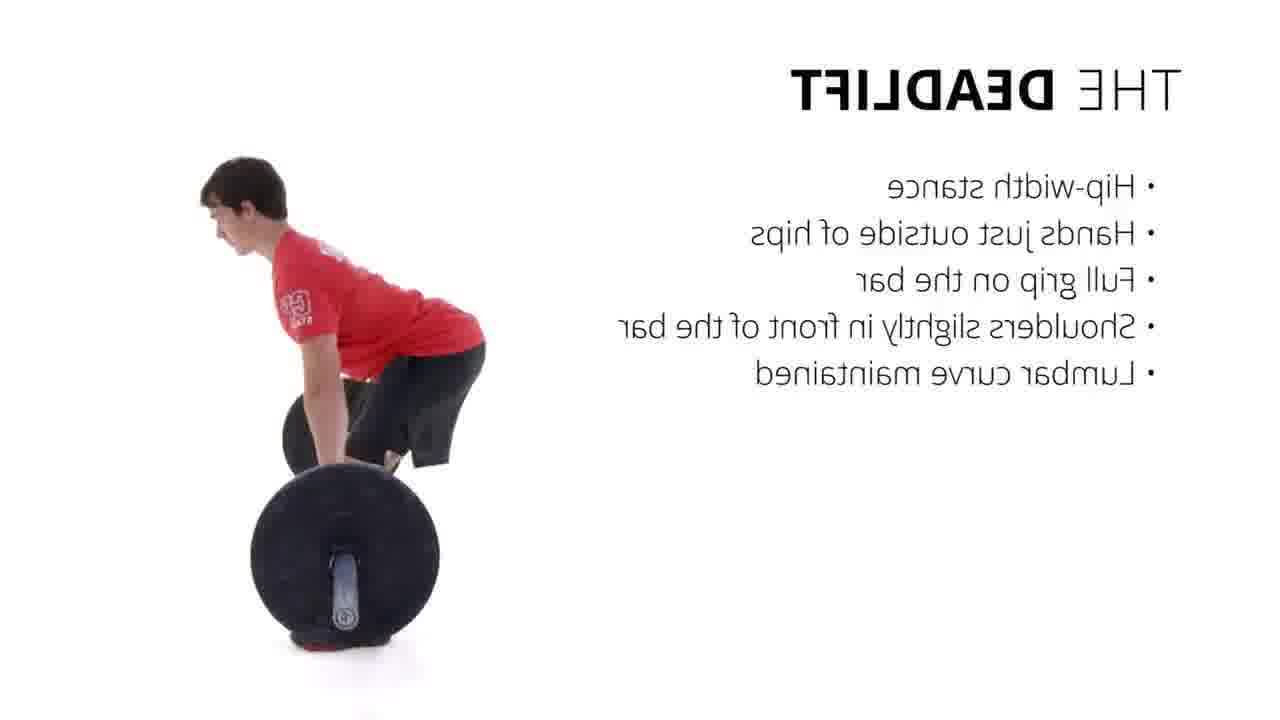 THE DEADLIFT
• Hip-width stance
• Hands just outside of hips
• Full grip on the bar
• Shoulders slightly in front of the bar
• Lumbar curve maintained